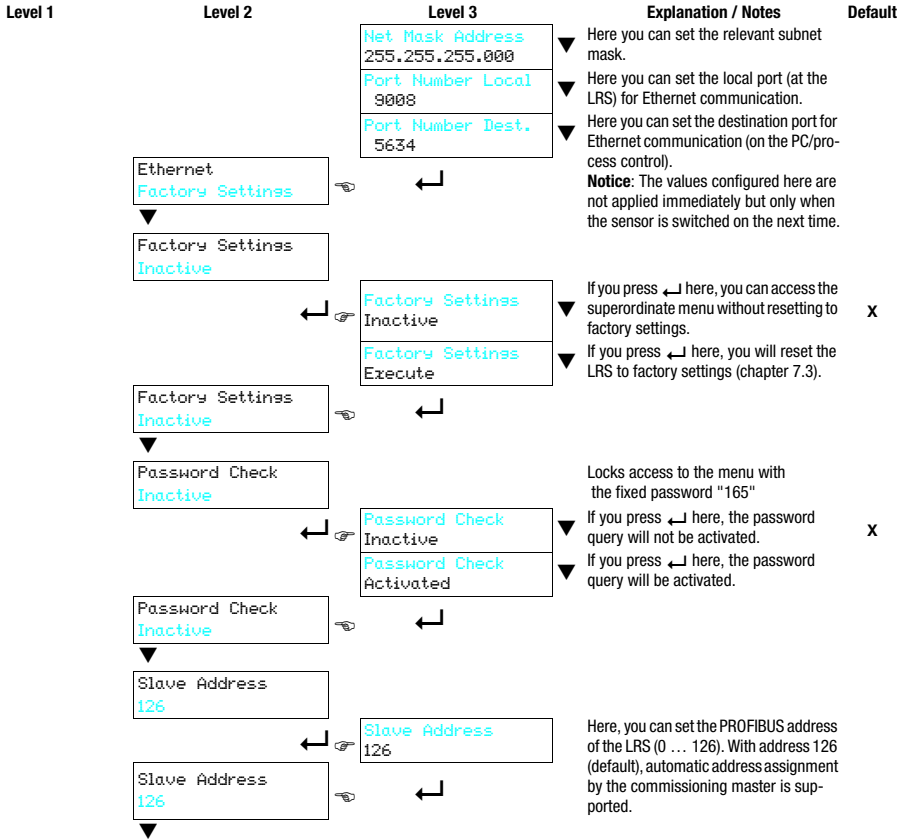 Level 1 Level 2 Level 3 Explanation / Notes Default
Net Mask Address
255.255.255.000
Here you can set the relevant subnet
mask.
Port Number Local
9008
Here you can set the local port (at the
LRS) for Ethernet communication.
Port Number Dest.
5634
Here you can set the destination port for
Ethernet communication (on the PC/pro-
cess control).
Notice: The values configured here are
not applied immediately but only when
the sensor is switched on the next time.
Ethernet
Factory Settings
Factory Settings
Inactive
Factory Settings
Inactive
If you press ↵ here, you can access the
superordinate menu without resetting to
factory settings.
X
Factory Settings
Execute
If you press ↵ here, you will reset the
LRS to factory settings (chapter 7.3).
Factory Settings
Inactive
Password Check
Inactive
Locks access to the menu with
the fixed password "165"
Password Check
Inactive
If you press ↵ here, the password
query will not be activated.
X
Password Check
Activated
If you press ↵ here, the password
query will be activated.
Password Check
Inactive
Slave Address
126
Slave Address
126
Here, you can set the PROFIBUS address
of the LRS (0 … 126). With address 126
(default), automatic address assignment
by the commissioning master is sup-
ported.
Slave Address
126